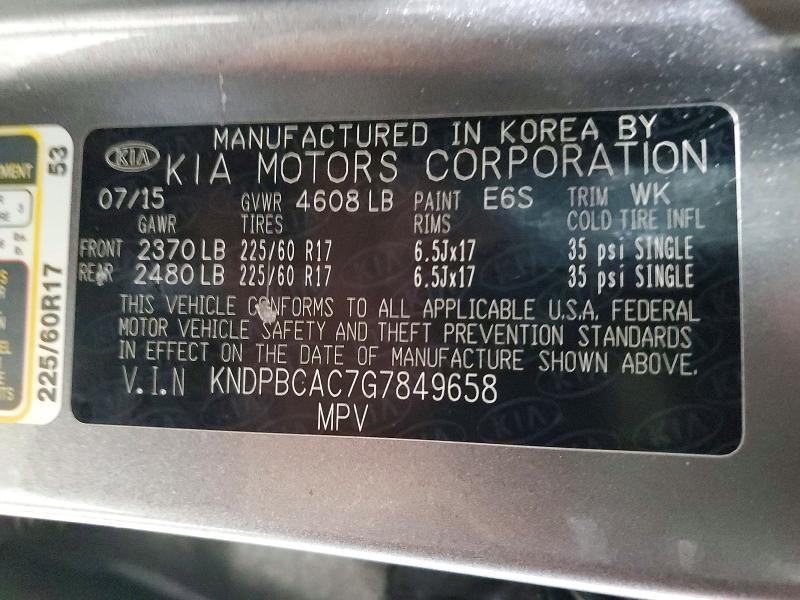 MANUFACTURED IN KOREA BY
KIA KIA MOTORS CORPORATION
07/15 GVWR 4608 LB PAINT E6S TRIM WK
GAWR TIRES RIMS COLD TIRE INFL
FRONT 2370 LB 225/60 R17 6.5Jx17 35 psi SINGLE
REAR 2480 LB 225/60 R17 6.5Jx17 35 psi SINGLE
THIS VEHICLE CONFORMS TO ALL APPLICABLE U.S.A. FEDERAL
MOTOR VEHICLE SAFETY AND THEFT PREVENTION STANDARDS
IN EFFECT ON THE DATE OF MANUFACTURE SHOWN ABOVE.
V.I.N KNDPBCAC7G7849658
MPV
53
225/60R17